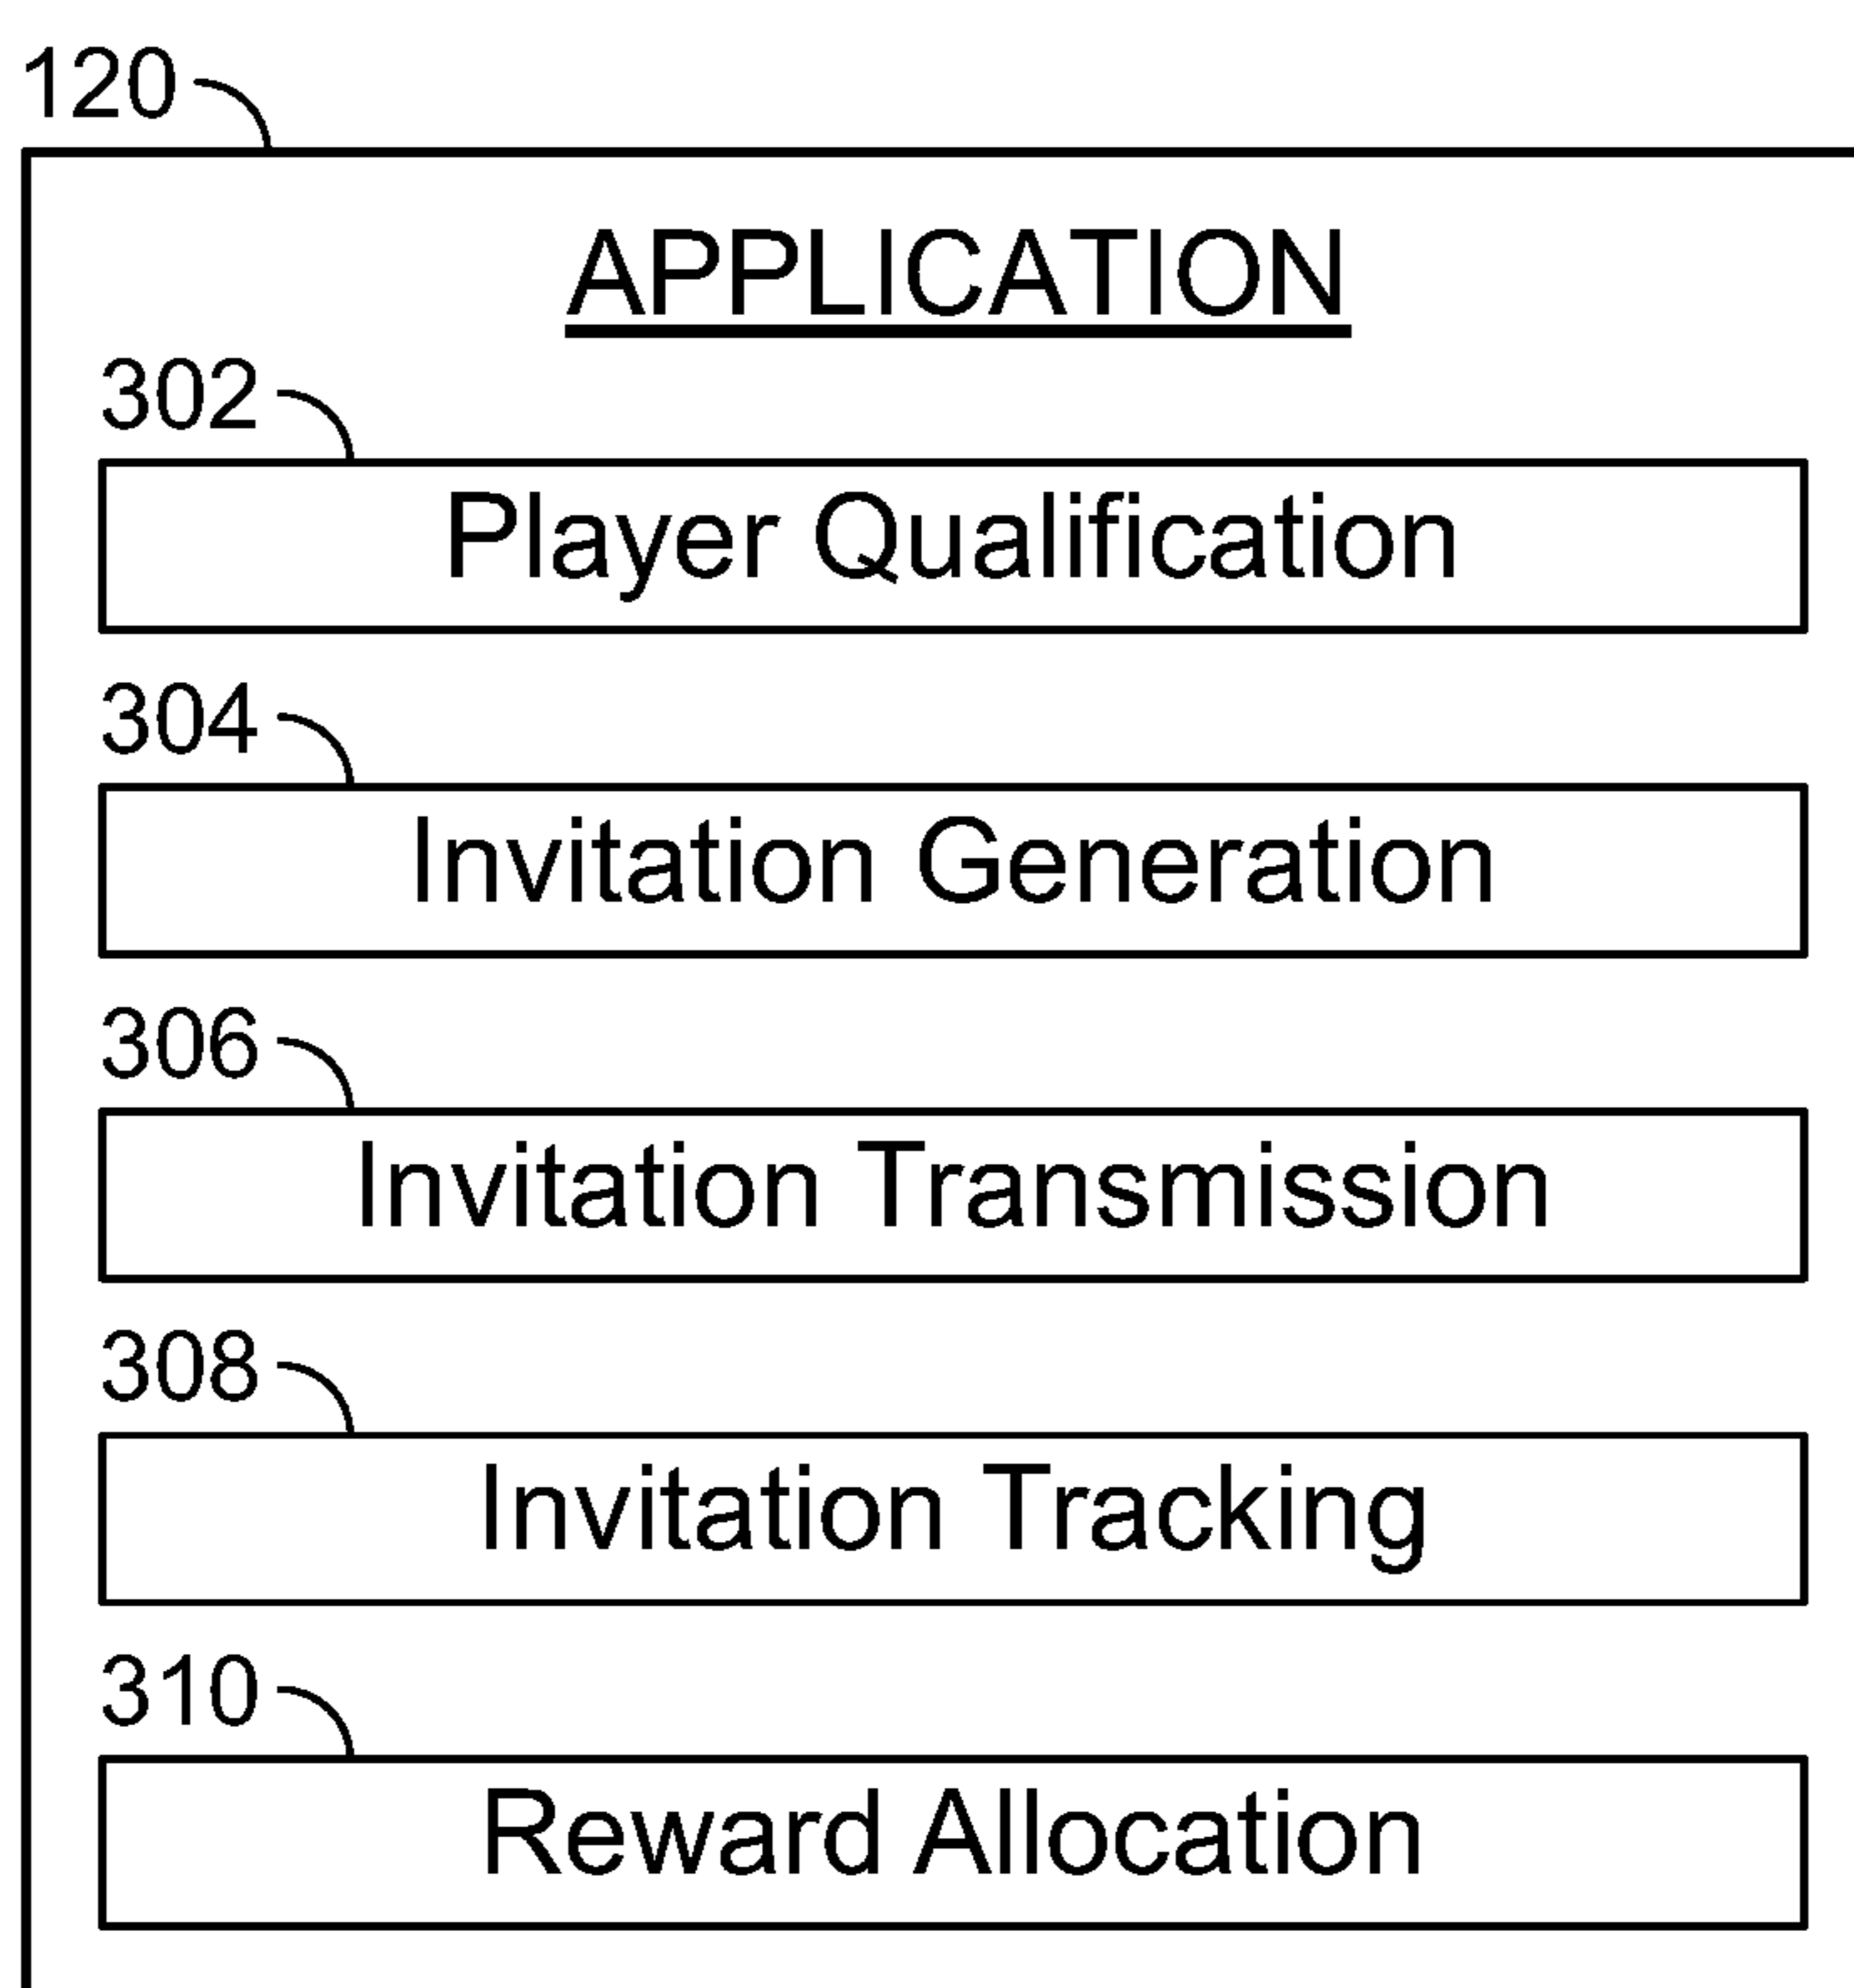 120
APPLICATION
302
Player Qualification
304
Invitation Generation
306
Invitation Transmission
308
Invitation Tracking
310
Reward Allocation